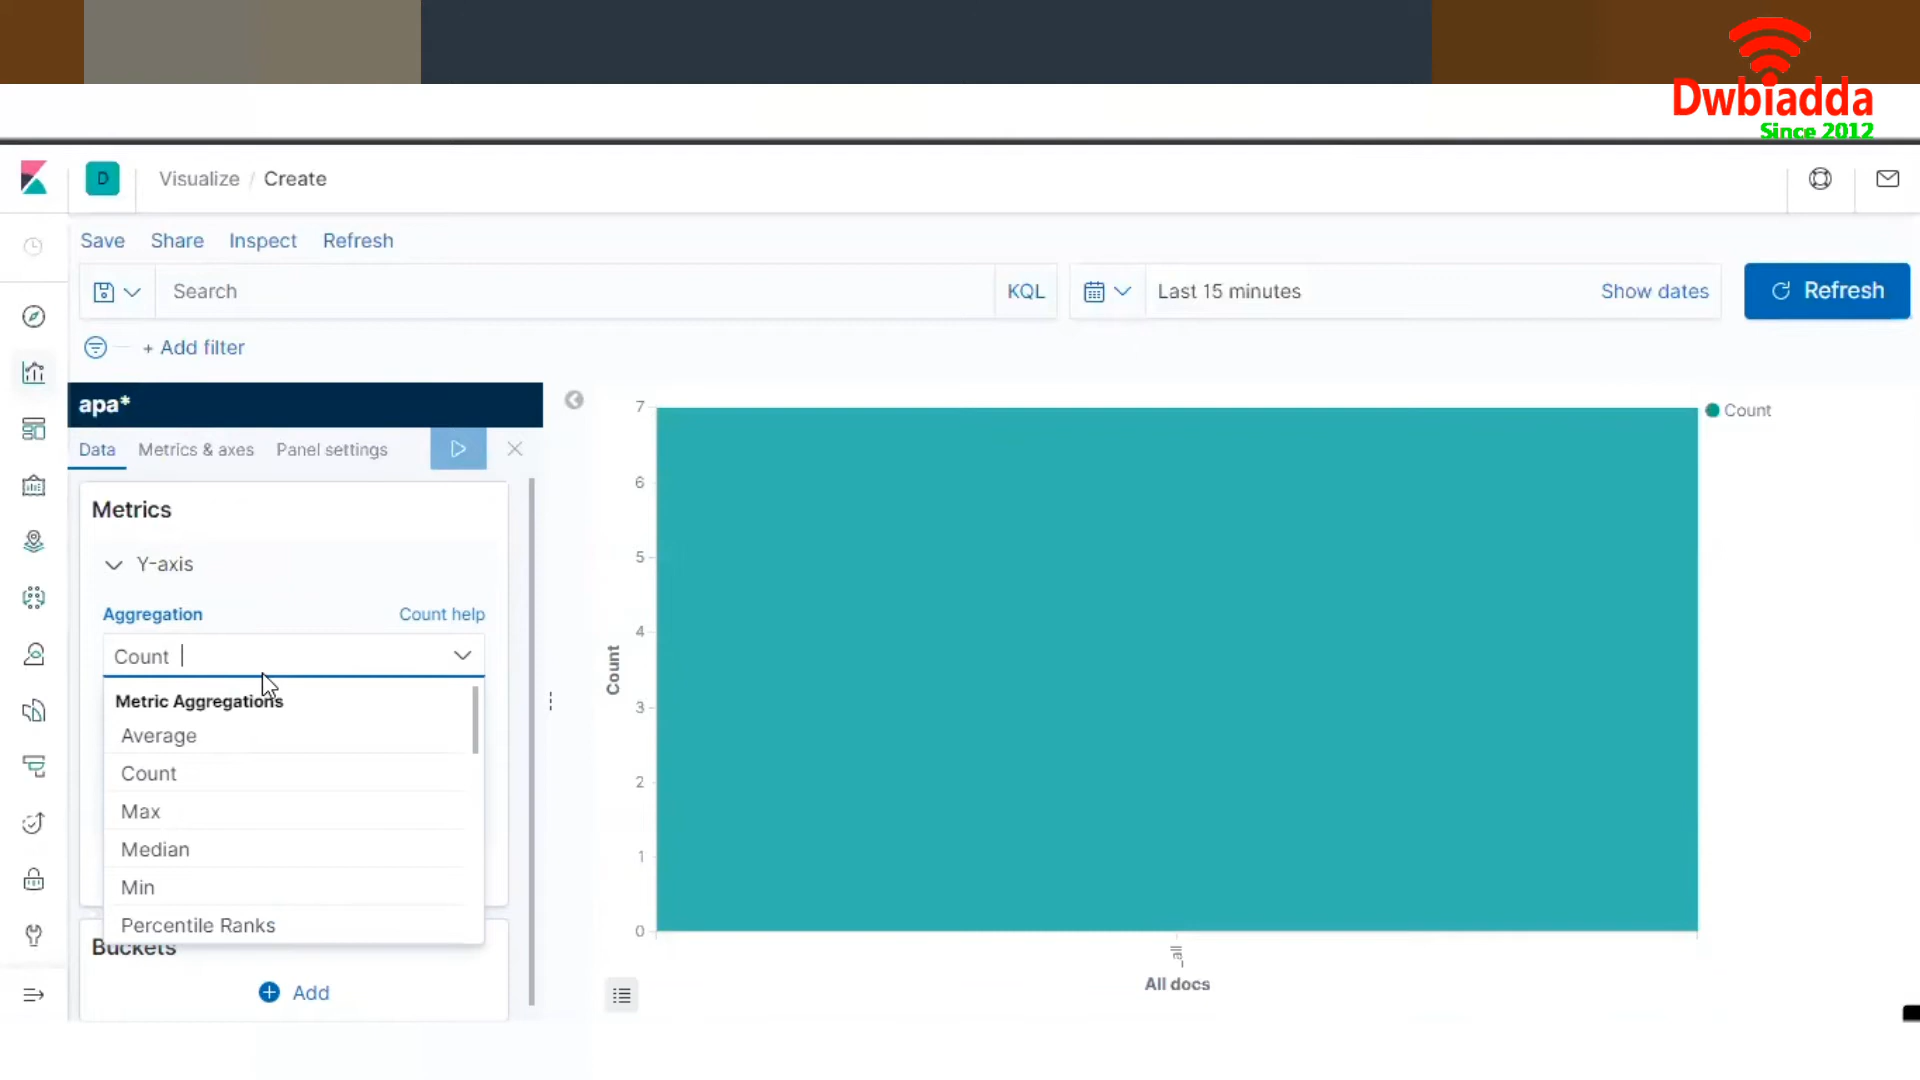 Dwbiadda
Since 2012
D
Visualize / Create
Save Share Inspect Refresh
Search
KQL
Last 15 minutes
Show dates
Refresh
+ Add filter
apa*
Data Metrics & axes Panel settings
Metrics
Y-axis
Aggregation
Count help
Count
Metric Aggregations
Average
Count
Max
Median
Min
Percentile Ranks
Buckets
Add
7
6
5
4
3
2
1
0
Count
_all
All docs
Count